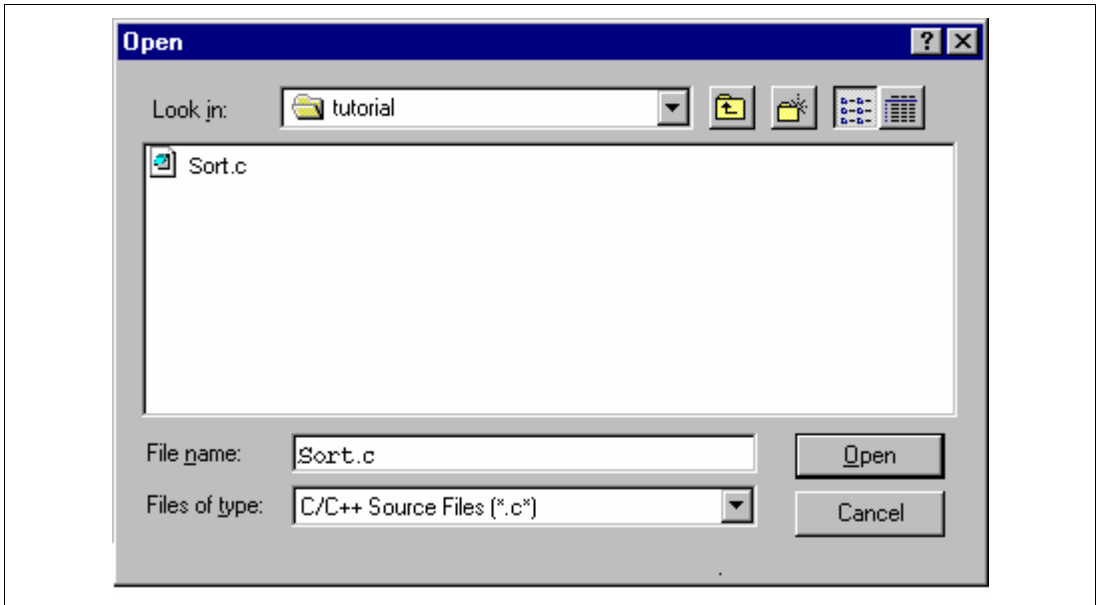 Open
Look in: tutorial
Sort.c
File name: Sort.c
Open
Files of type: C/C++ Source Files (*.c*)
Cancel